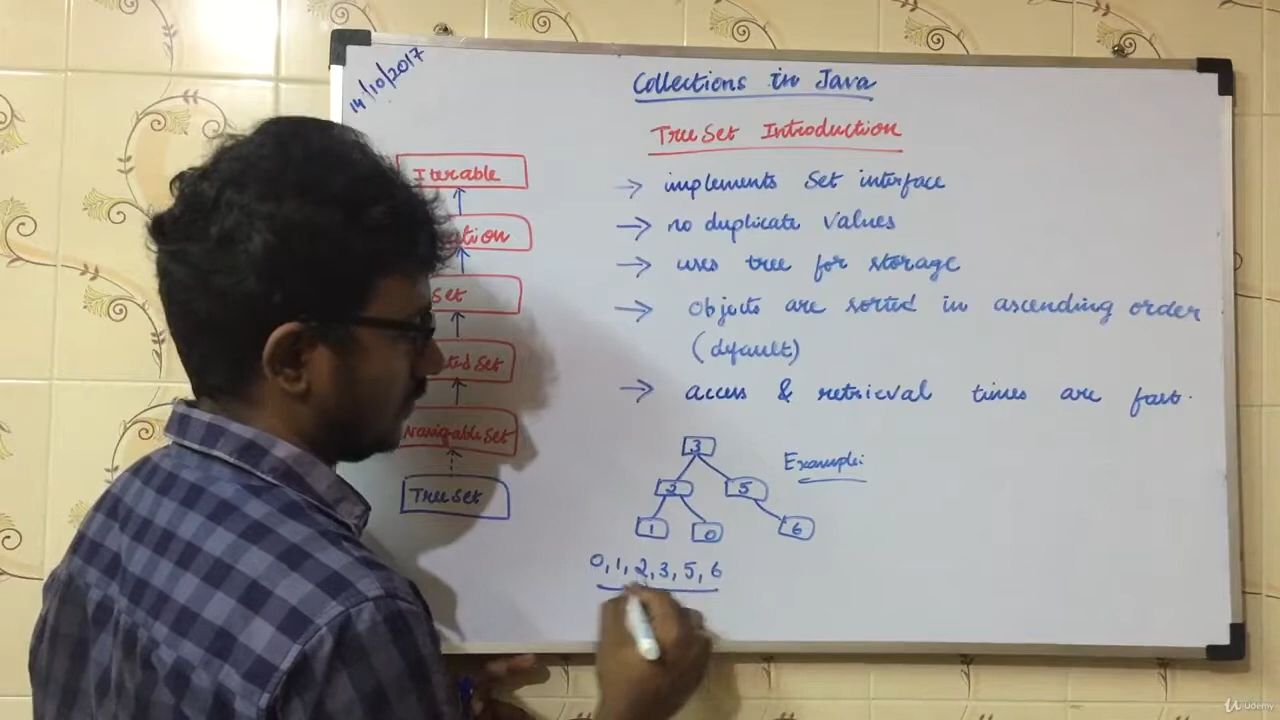 14/10/2017
Collections in Java
TreeSet Introduction
Iterable
→ implements Set interface
→ no duplicate values
→ uses tree for storage
Set
→ objects are sorted in ascending order
(default)
→ access & retrieval times are fast.
NavigableSet
TreeSet
Example:
3
2 5
1 0 6
0, 1, 2, 3, 5, 6
Udemy